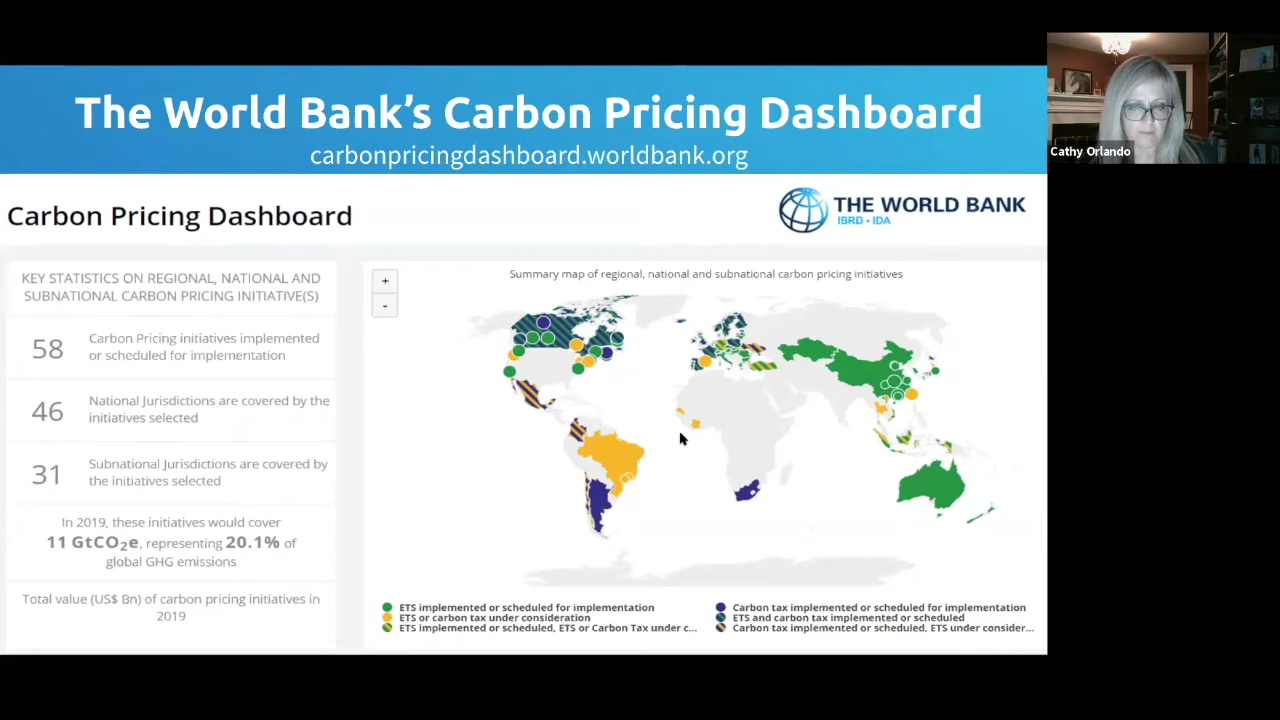 The World Bank's Carbon Pricing Dashboard
carbonpricingdashboard.worldbank.org
Cathy Orlando
Carbon Pricing Dashboard
THE WORLD BANK
IBRD • IDA
KEY STATISTICS ON REGIONAL, NATIONAL AND
SUBNATIONAL CARBON PRICING INITIATIVE(S)
58
Carbon Pricing initiatives implemented
or scheduled for implementation
46
National Jurisdictions are covered by the
initiatives selected
31
Subnational Jurisdictions are covered by
the initiatives selected
In 2019, these initiatives would cover
11 GtCO2e, representing 20.1% of
global GHG emissions
Total value (US$ Bn) of carbon pricing initiatives in
2019
+
-
Summary map of regional, national and subnational carbon pricing initiatives
ETS implemented or scheduled for implementation
ETS or carbon tax under consideration
ETS implemented or scheduled, ETS or Carbon Tax under c...
Carbon tax implemented or scheduled for implementation
ETS and carbon tax implemented or scheduled
Carbon tax implemented or scheduled, ETS under consider...